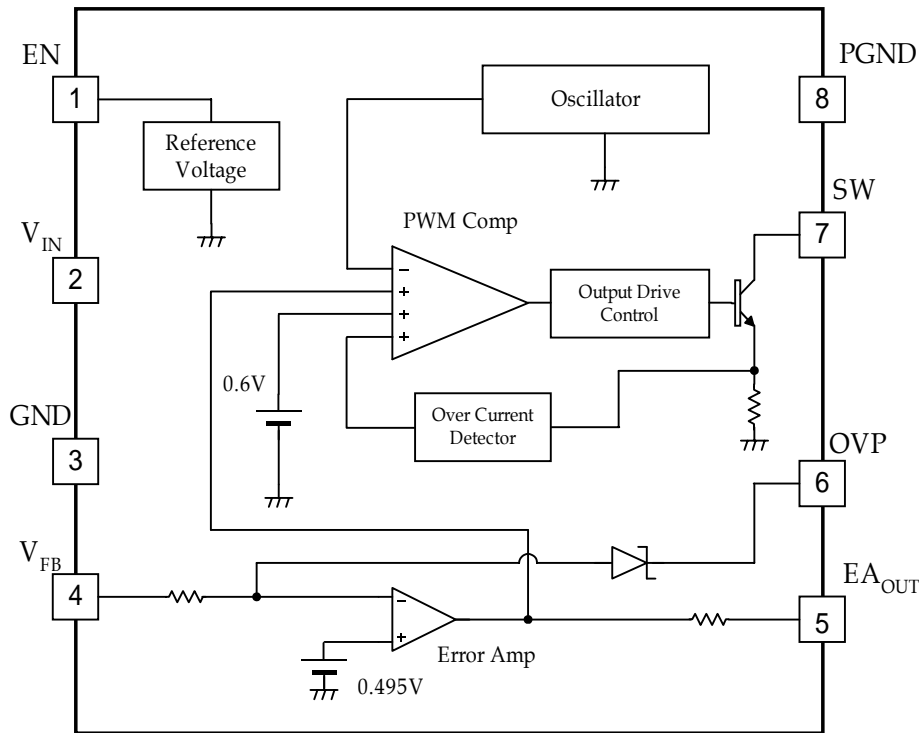 EN
1
Reference
Voltage
Oscillator
PGND
8
SW
7
V_IN
2
PWM Comp
−
+
+
+
Output Drive
Control
0.6V
Over Current
Detector
GND
3
OVP
6
V_FB
4
−
+
Error Amp
0.495V
EA_OUT
5